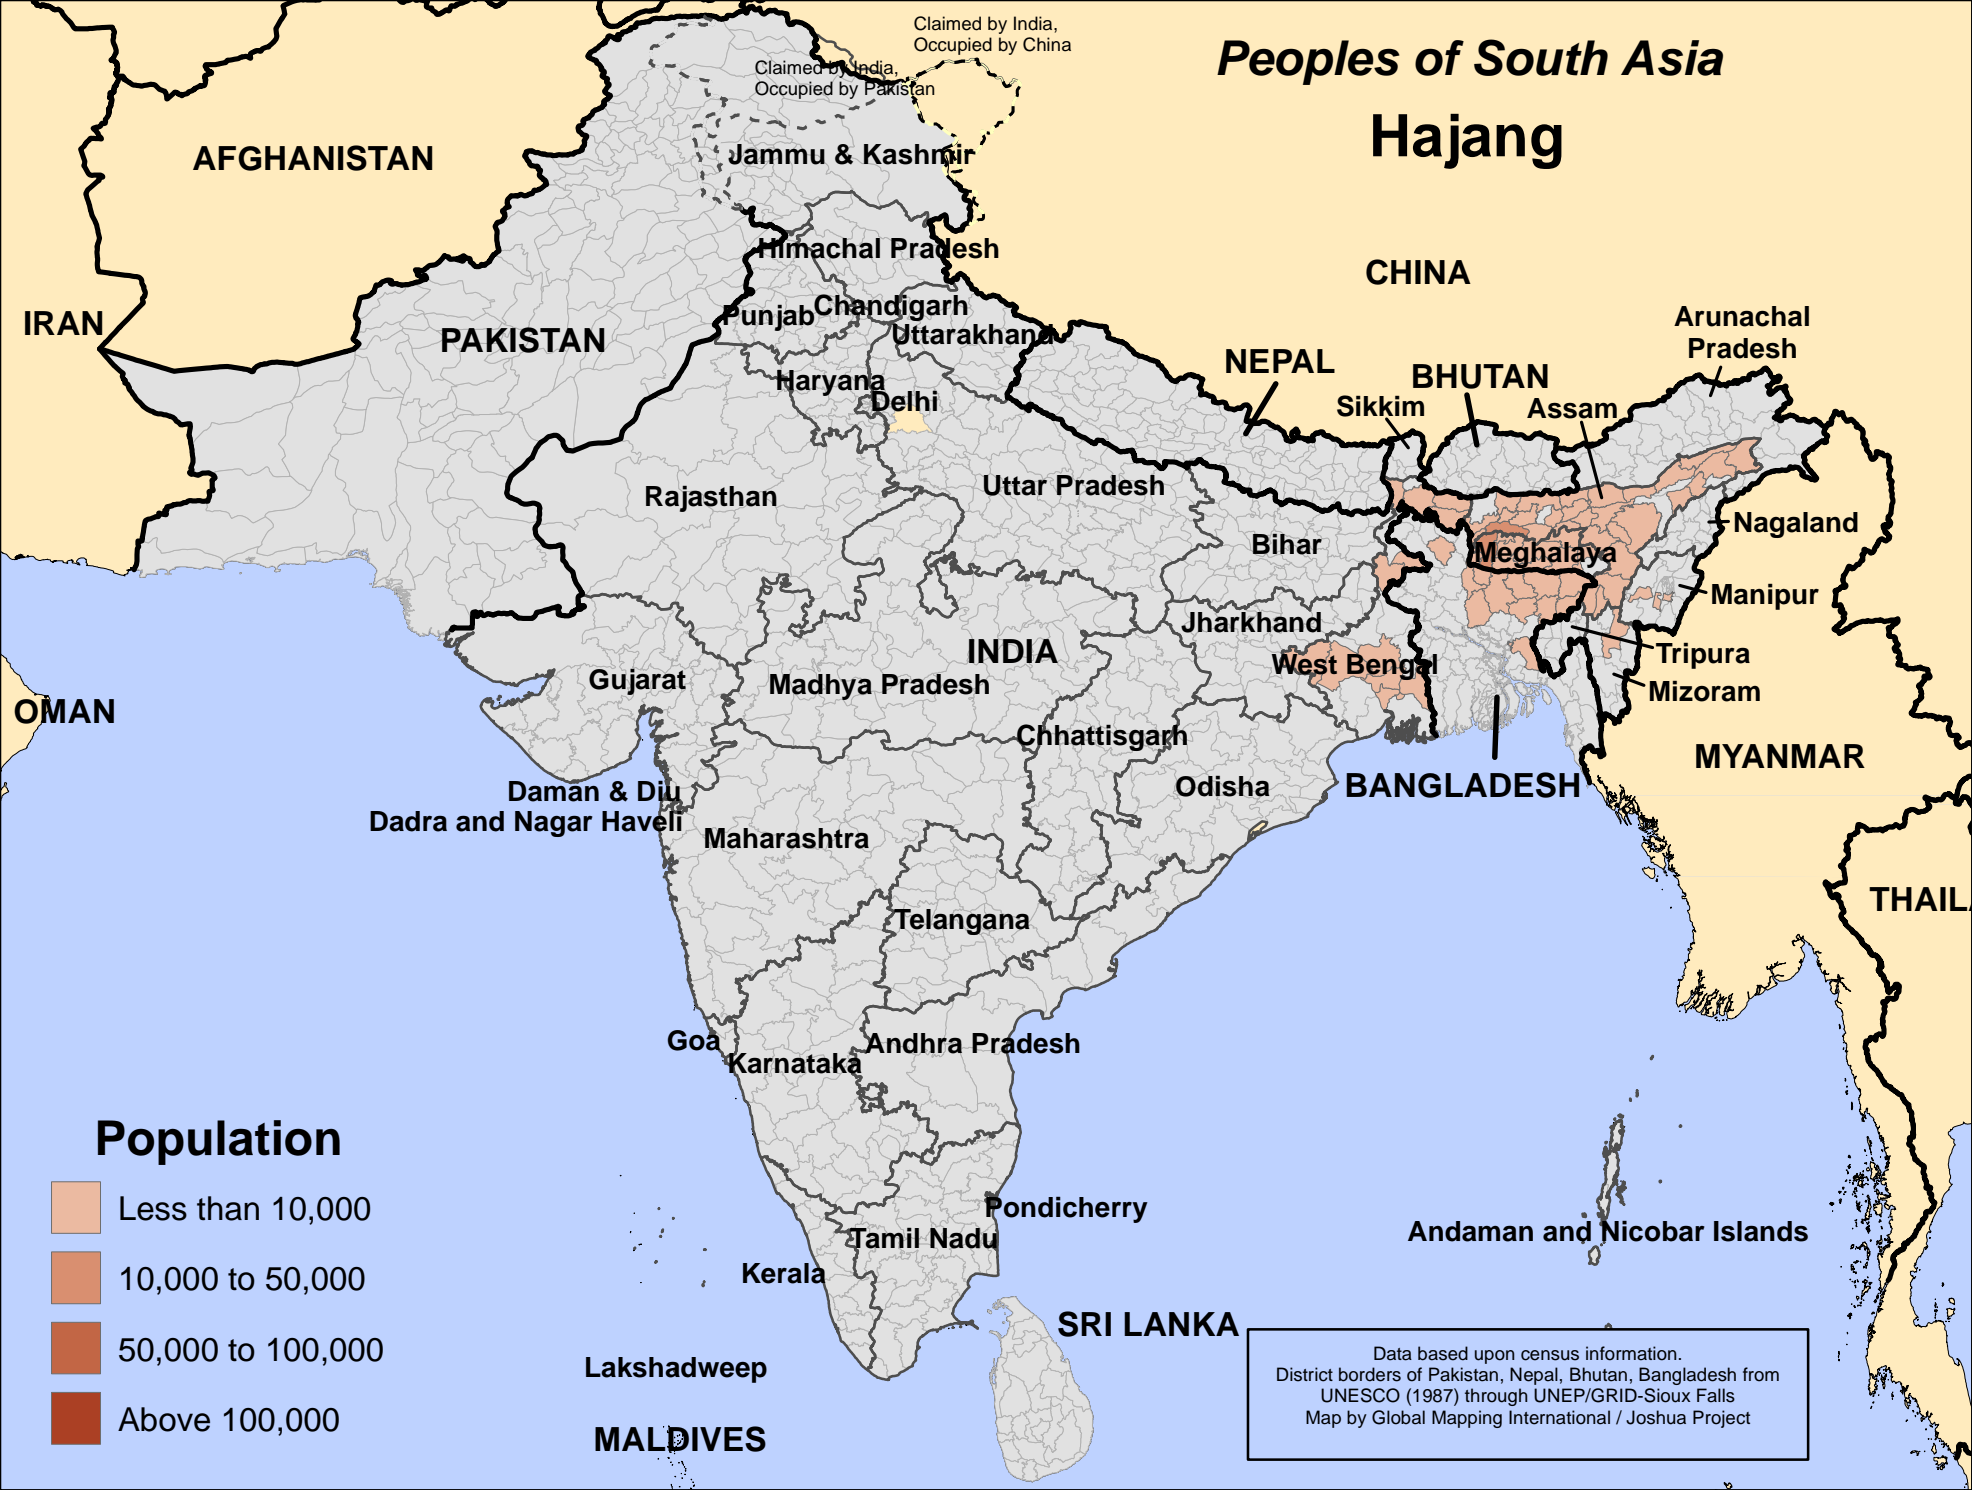 Claimed by India,
Occupied by China
Peoples of South Asia
Claimed by India,
Occupied by Pakistan
Hajang
AFGHANISTAN
Jammu & Kashmir
Himachal Pradesh
CHINA
IRAN
Punjab
Chandigarh
Arunachal
Pradesh
PAKISTAN
Uttarakhand
NEPAL
BHUTAN
Haryana
Delhi
Sikkim
Assam
Rajasthan
Uttar Pradesh
Nagaland
Bihar
Meghalaya
Manipur
Jharkhand
INDIA
Tripura
Gujarat
Madhya Pradesh
West Bengal
Mizoram
OMAN
Chhattisgarh
MYANMAR
Daman & Diu
Dadra and Nagar Haveli
Odisha
BANGLADESH
Maharashtra
THAIL
Telangana
Goa
Karnataka
Andhra Pradesh
Population
Less than 10,000
10,000 to 50,000
50,000 to 100,000
Above 100,000
Pondicherry
Tamil Nadu
Andaman and Nicobar Islands
Kerala
SRI LANKA
Lakshadweep
MALDIVES
Data based upon census information.
District borders of Pakistan, Nepal, Bhutan, Bangladesh from
UNESCO (1987) through UNEP/GRID-Sioux Falls
Map by Global Mapping International / Joshua Project